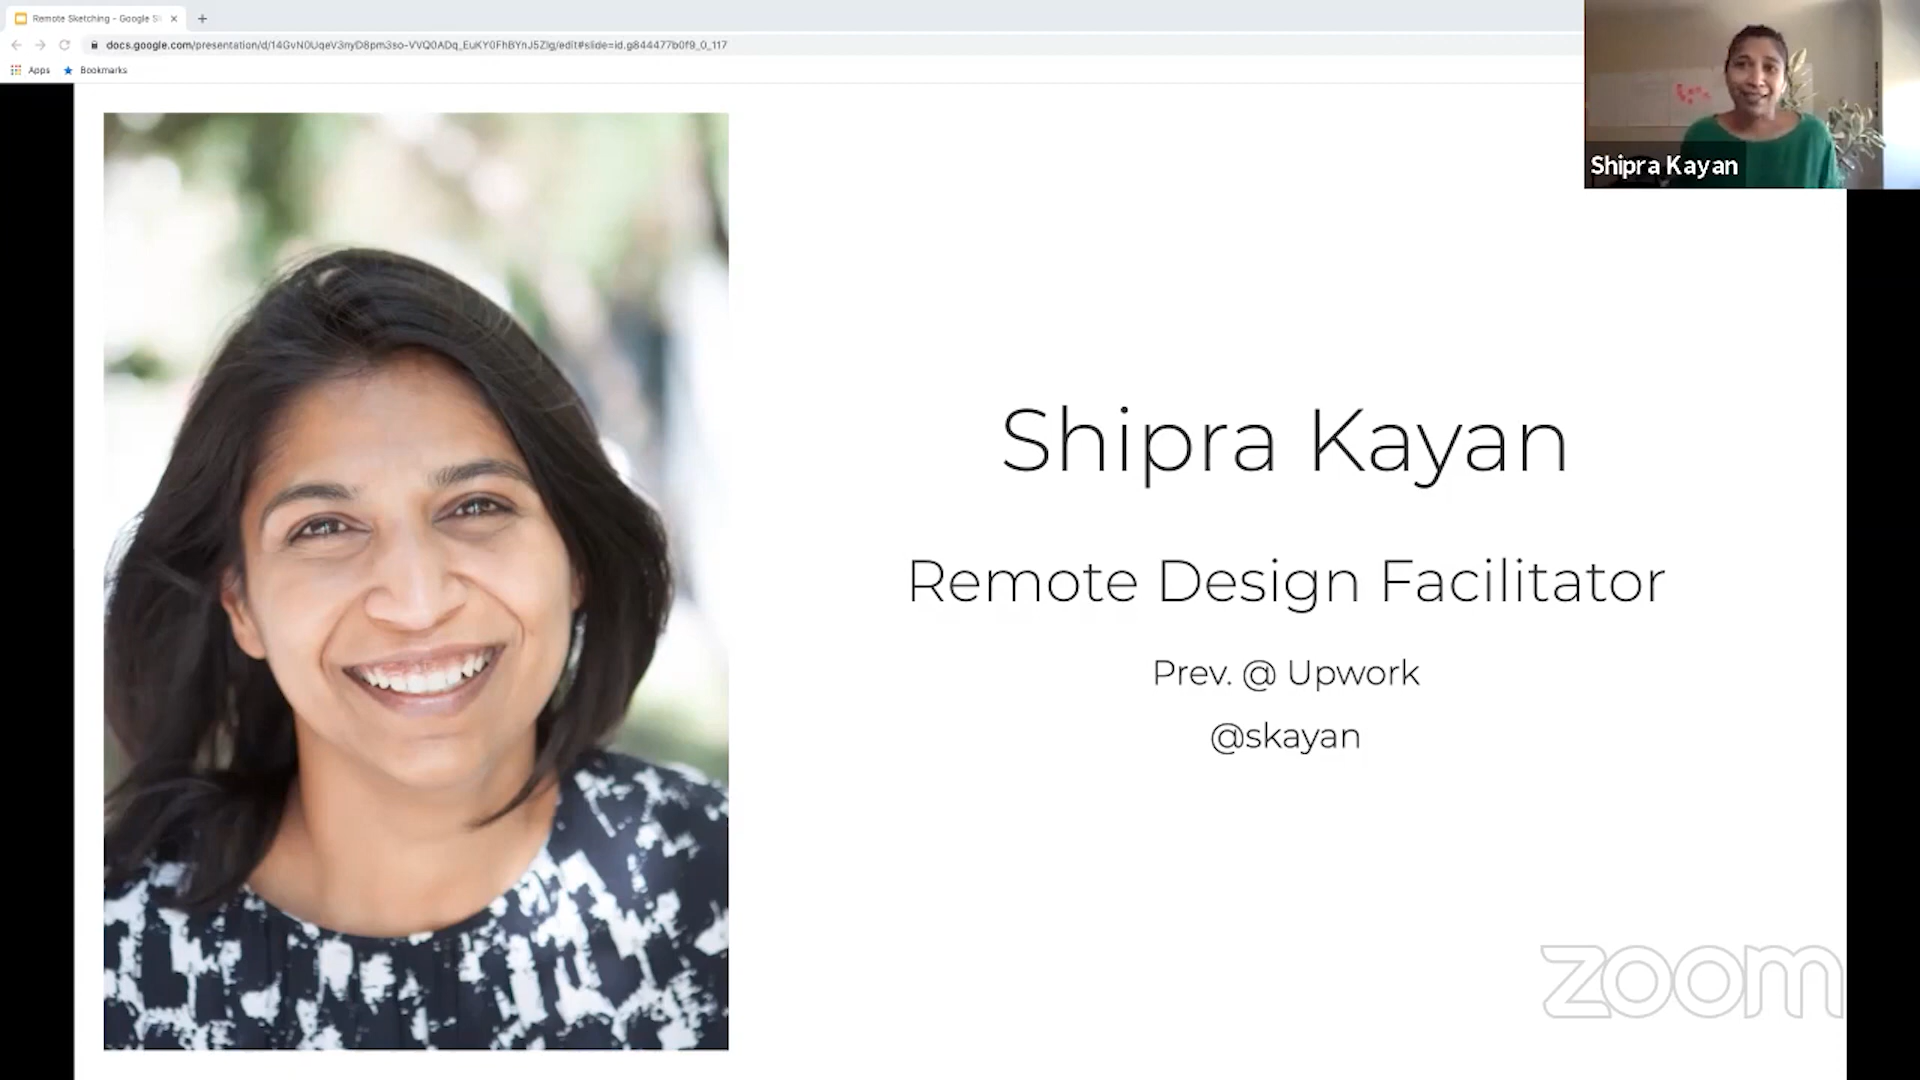 Remote Sketching - Google Sl
docs.google.com/presentation/d/14GvN0UqeV3nyD8pm3so-VVQ0ADq_EuKY0FhBYnJ5ZIg/edit#slide=id.g844477b0f9_0_117
Apps Bookmarks
Shipra Kayan
Shipra Kayan
Remote Design Facilitator
Prev. @ Upwork
@skayan
zoom